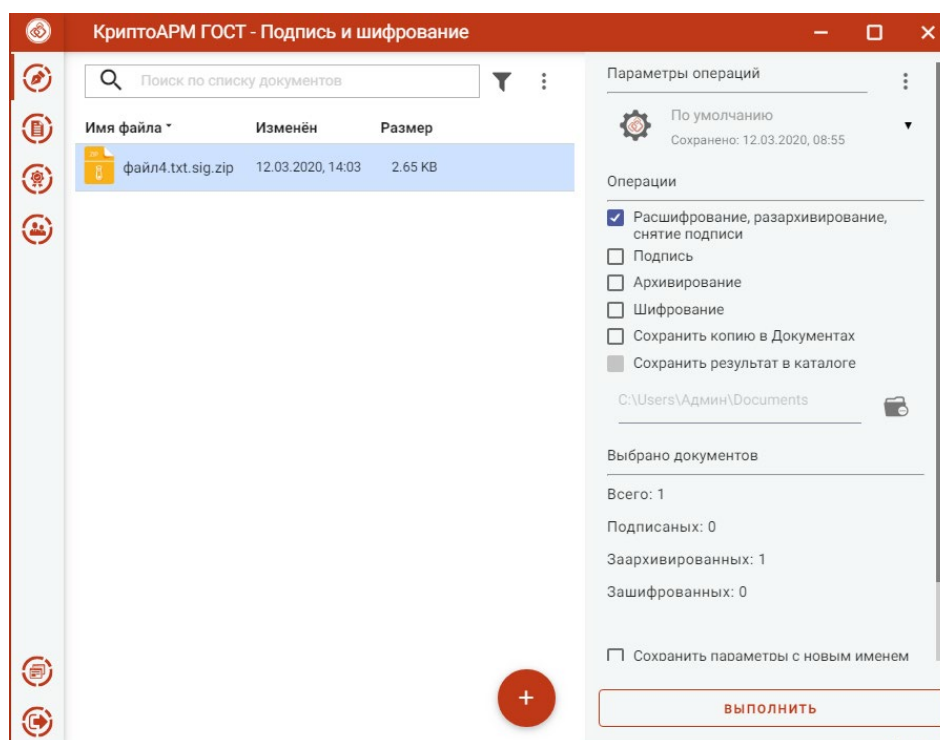 КриптоАРМ ГОСТ - Подпись и шифрование
Поиск по списку документов
Имя файла Изменён Размер
ZIP файл4.txt.sig.zip 12.03.2020, 14:03 2.65 KB
Параметры операций
По умолчанию
Сохранено: 12.03.2020, 08:55
Операции
Расшифрование, разархивирование,
снятие подписи
Подпись
Архивирование
Шифрование
Сохранить копию в Документах
Сохранить результат в каталоге
C:\Users\Админ\Documents
Выбрано документов
Всего: 1
Подписаных: 0
Заархивированных: 1
Зашифрованных: 0
Сохранить параметры с новым именем
ВЫПОЛНИТЬ